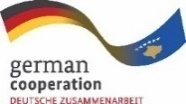 german
cooperation
DEUTSCHE ZUSAMMENARBEIT